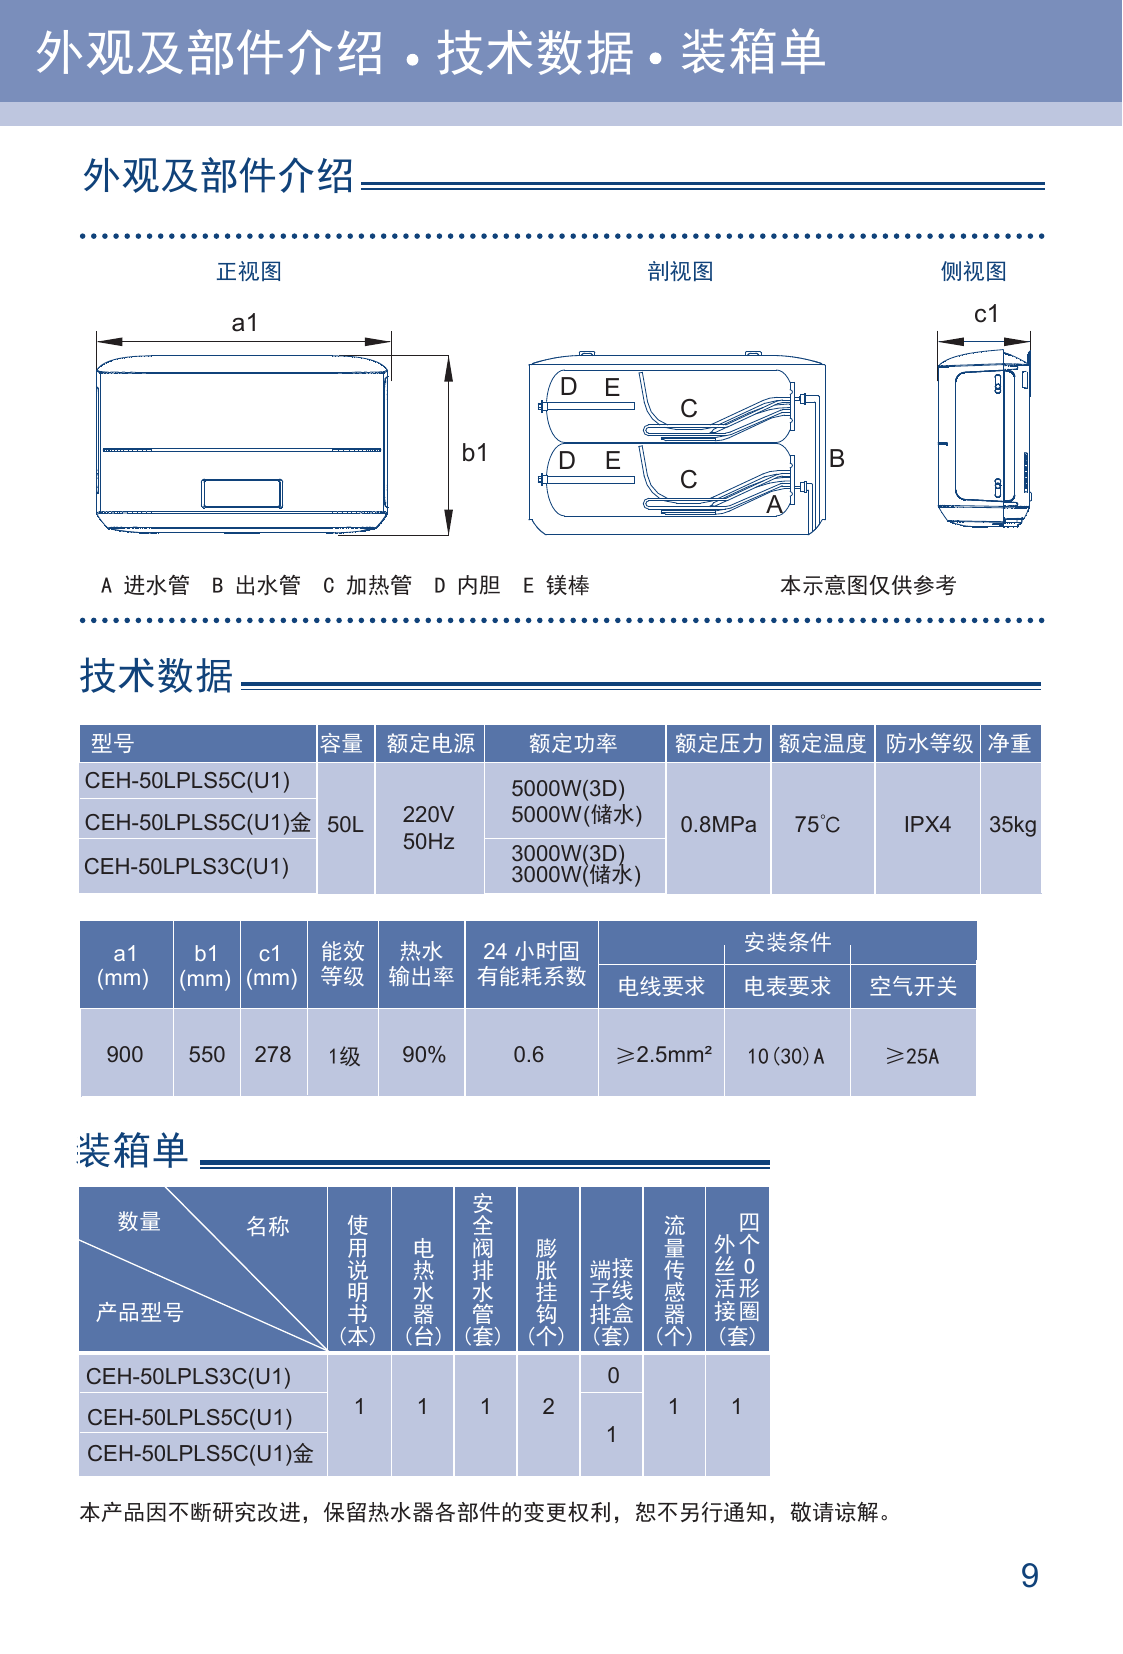 外观及部件介绍 • 技术数据 • 装箱单
外观及部件介绍
正视图 剖视图 侧视图
a1
b1
D E C
D E C
A
B
c1
A 进水管 B 出水管 C 加热管 D 内胆 E 镁棒 本示意图仅供参考
技术数据
型号 容量 额定电源 额定功率 额定压力 额定温度 防水等级 净重
CEH-50LPLS5C(U1)
CEH-50LPLS5C(U1)金
CEH-50LPLS3C(U1)
50L
220V
50Hz
5000W(3D)
5000W(储水)
3000W(3D)
3000W(储水)
0.8MPa 75℃ IPX4 35kg
a1
(mm)
b1
(mm)
c1
(mm)
能效
等级
热水
输出率
24 小时固
有能耗系数
安装条件
电线要求 电表要求 空气开关
900 550 278 1级 90% 0.6 ≥2.5mm² 10(30)A ≥25A
装箱单
数量 名称
产品型号
使用说明书(本)
电热水器(台)
安全阀排水管(套)
膨胀挂钩(个)
端子排
接线盒
(套)
流量传感器(个)
四个O形圈
外丝活接
(套)
CEH-50LPLS3C(U1)
CEH-50LPLS5C(U1)
CEH-50LPLS5C(U1)金
1 1 1 2
0
1
1 1
本产品因不断研究改进，保留热水器各部件的变更权利，恕不另行通知，敬请谅解。
9